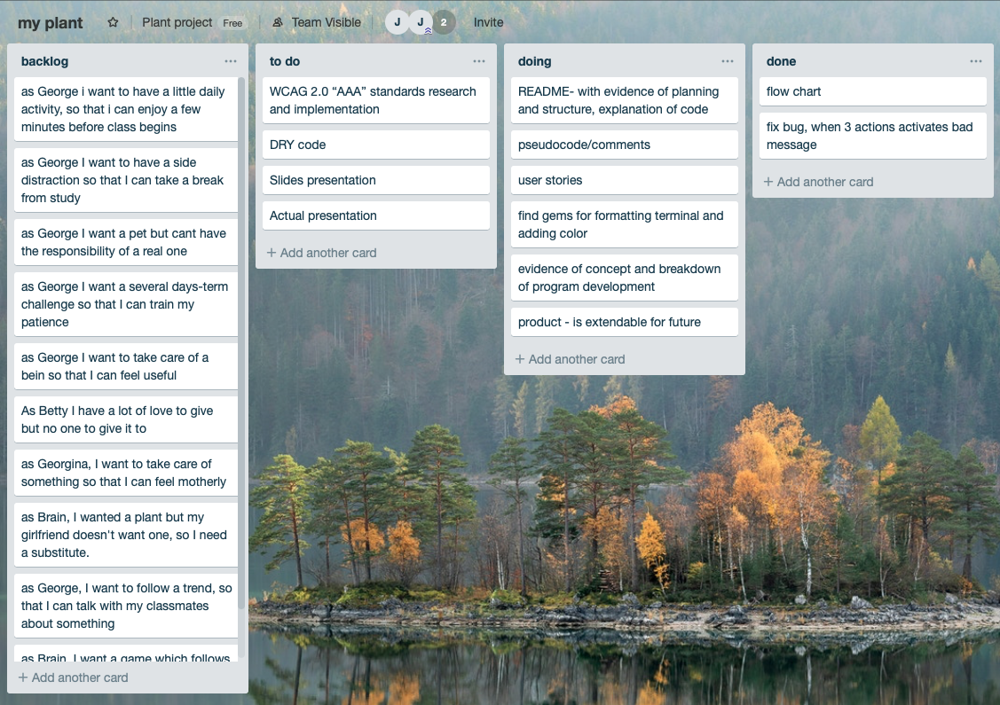 my plant
Plant project Free
Team Visible
J J 2
Invite
backlog
as George i want to have a little daily
activity, so that i can enjoy a few
minutes before class begins
as George I want to have a side
distraction so that I can take a break
from study
as George I want a pet but cant have
the responsibility of a real one
as George I want a several days-term
challenge so that I can train my
patience
as George I want to take care of a
bein so that I can feel useful
As Betty I have a lot of love to give
but no one to give it to
as Georgina, I want to take care of
something so that I can feel motherly
as Brain, I wanted a plant but my
girlfriend doesn't want one, so I need
a substitute.
as George, I want to follow a trend, so
that I can talk with my classmates
about something
as Brain, I want a game which follows
+ Add another card
to do
WCAG 2.0 “AAA” standards research
and implementation
DRY code
Slides presentation
Actual presentation
+ Add another card
doing
README- with evidence of planning
and structure, explanation of code
pseudocode/comments
user stories
find gems for formatting terminal and
adding color
evidence of concept and breakdown
of program development
product - is extendable for future
+ Add another card
done
flow chart
fix bug, when 3 actions activates bad
message
+ Add another card